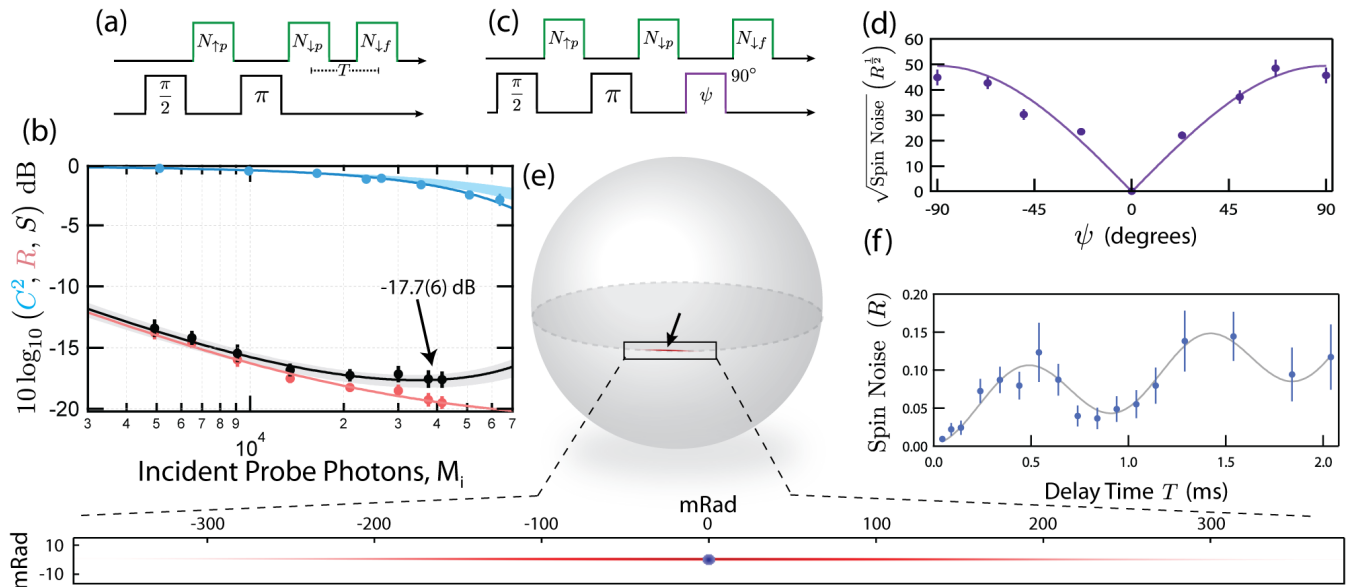 (a)
N↑p
N↓p
N↓f
T
π/2
π
(c)
N↑p
N↓p
N↓f
π/2
π
ψ
90°
(b)
10 log10 (C², R, S) dB
0
-5
-10
-15
-20
-17.7(6) dB
3 4 5 6 7 8 9 10⁴ 2 3 4 5 6 7
Incident Probe Photons, Mi
(d)
√Spin Noise (R^1/2)
60
50
40
30
20
10
0
-90 -45 0 45 90
ψ (degrees)
(e)
(f)
Spin Noise (R)
0.20
0.15
0.10
0.05
0.00
0.0 0.5 1.0 1.5 2.0
Delay Time T (ms)
mRad
-300 -200 -100 0 100 200 300
mRad
10
-10